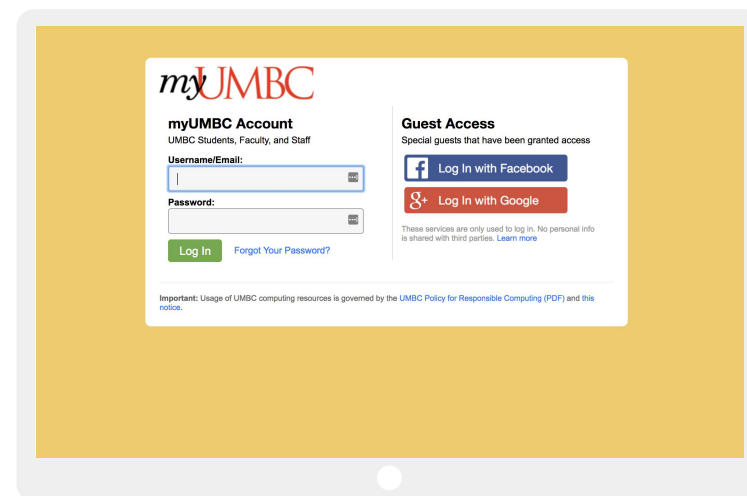 myUMBC
myUMBC Account
UMBC Students, Faculty, and Staff
Username/Email:
Password:
Log In
Forgot Your Password?
Guest Access
Special guests that have been granted access
f Log In with Facebook
g+ Log In with Google
These services are only used to log in. No personal info
is shared with third parties. Learn more
Important: Usage of UMBC computing resources is governed by the UMBC Policy for Responsible Computing (PDF) and this
notice.